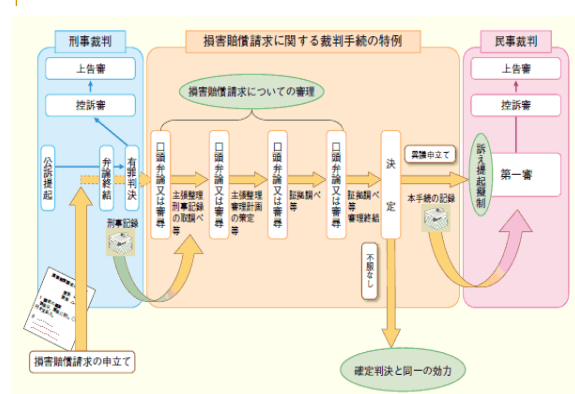 刑事裁判
損害賠償請求に関する裁判手続の特例
民事裁判
上告審
控訴審
公訴提起
弁論終結
有罪判決
刑事記録
損害賠償請求の申立て
損害賠償請求についての審理
口頭弁論又は審尋
主張整理
刑事記録
の取調べ
等
口頭弁論又は審尋
主張整理
審理計画
の策定
等
口頭弁論又は審尋
証拠調べ
等
口頭弁論又は審尋
証拠調べ
等
審理終結
決定
異議申立て
本手続の記録
不服なし
確定判決と同一の効力
訴え提起擬制
上告審
控訴審
第一審